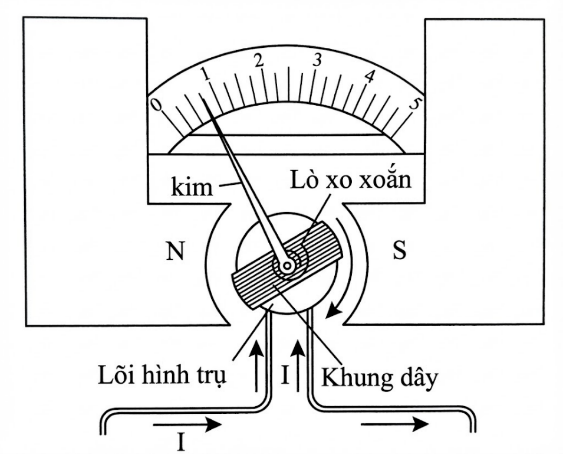 0 1 2 3 4 5
kim
Lò xo xoắn
N
S
Lõi hình trụ
I
Khung dây
I